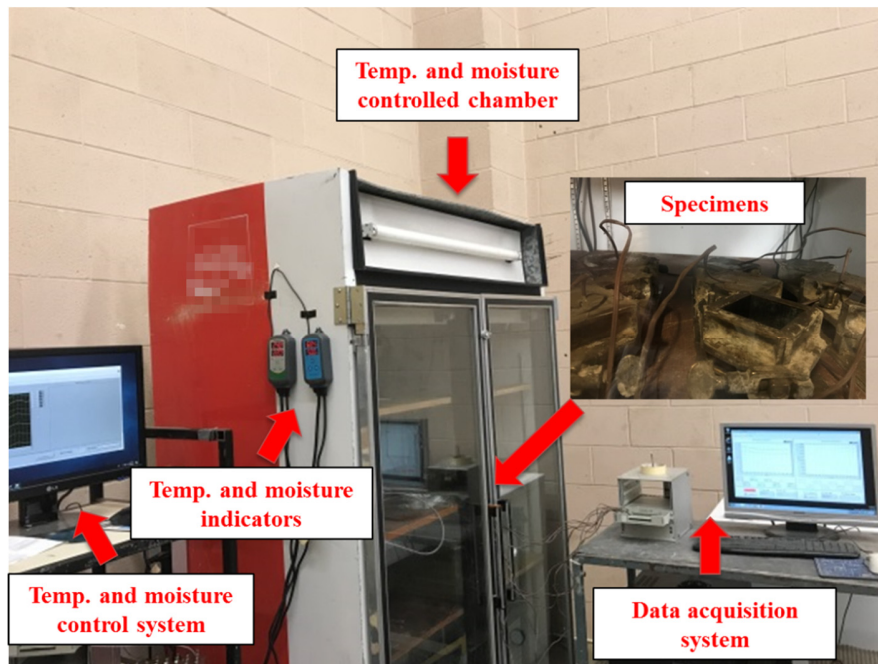 Temp. and moisture
controlled chamber
Specimens
Temp. and moisture
indicators
Temp. and moisture
control system
Data acquisition
system